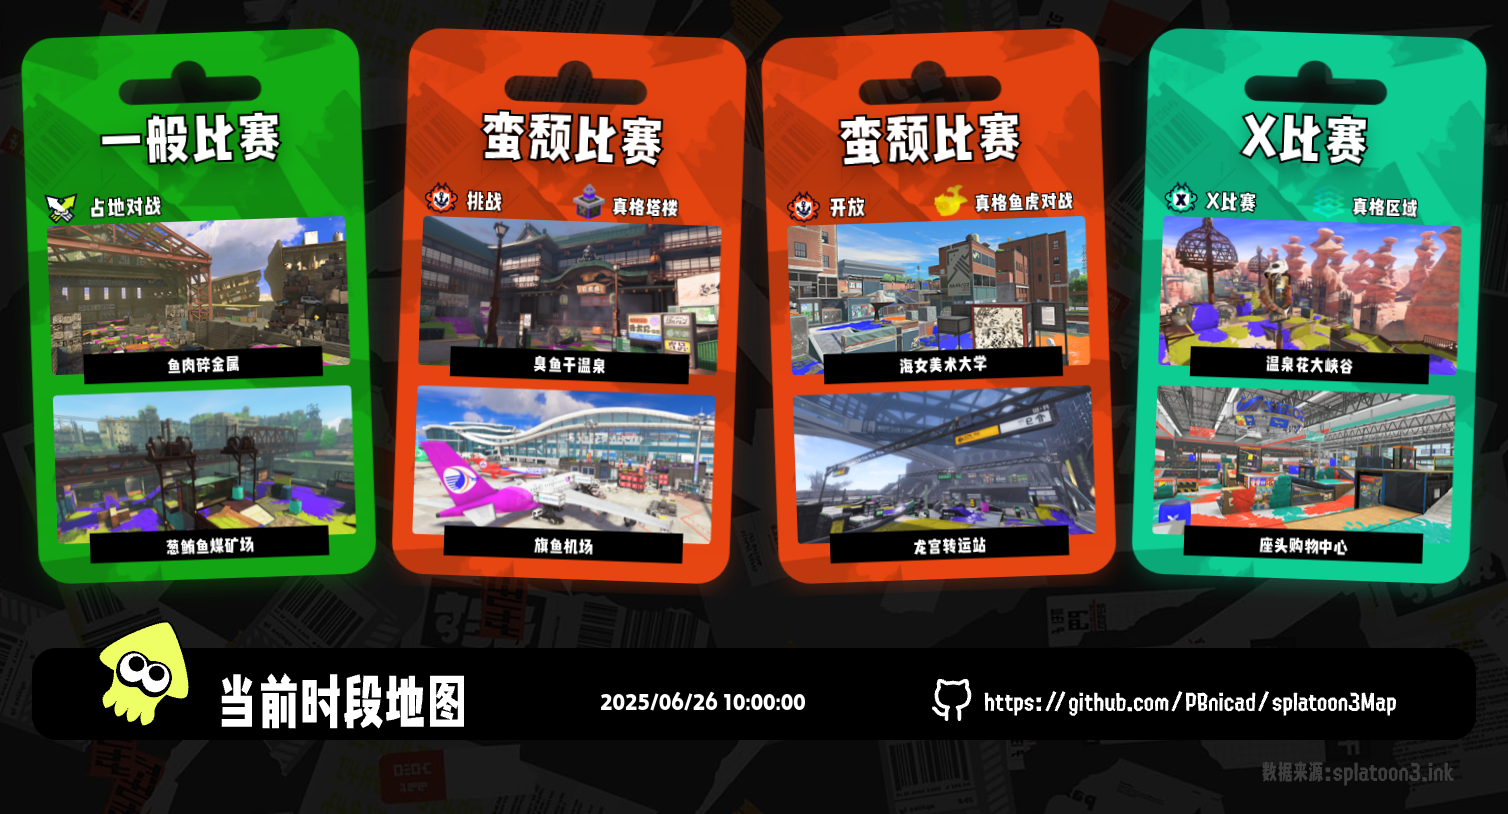 一般比赛
占地对战
鱼肉碎金属
葱鲔鱼煤矿场
蛮颓比赛
挑战
真格塔楼
臭鱼干温泉
旗鱼机场
蛮颓比赛
开放
真格鱼虎对战
海女美术大学
龙宫转运站
X比赛
X比赛
真格区域
温泉花大峡谷
座头购物中心
当前时段地图
2025/06/26 10:00:00
https://github.com/PBnicad/splatoon3Map
数据来源:splatoon3.ink